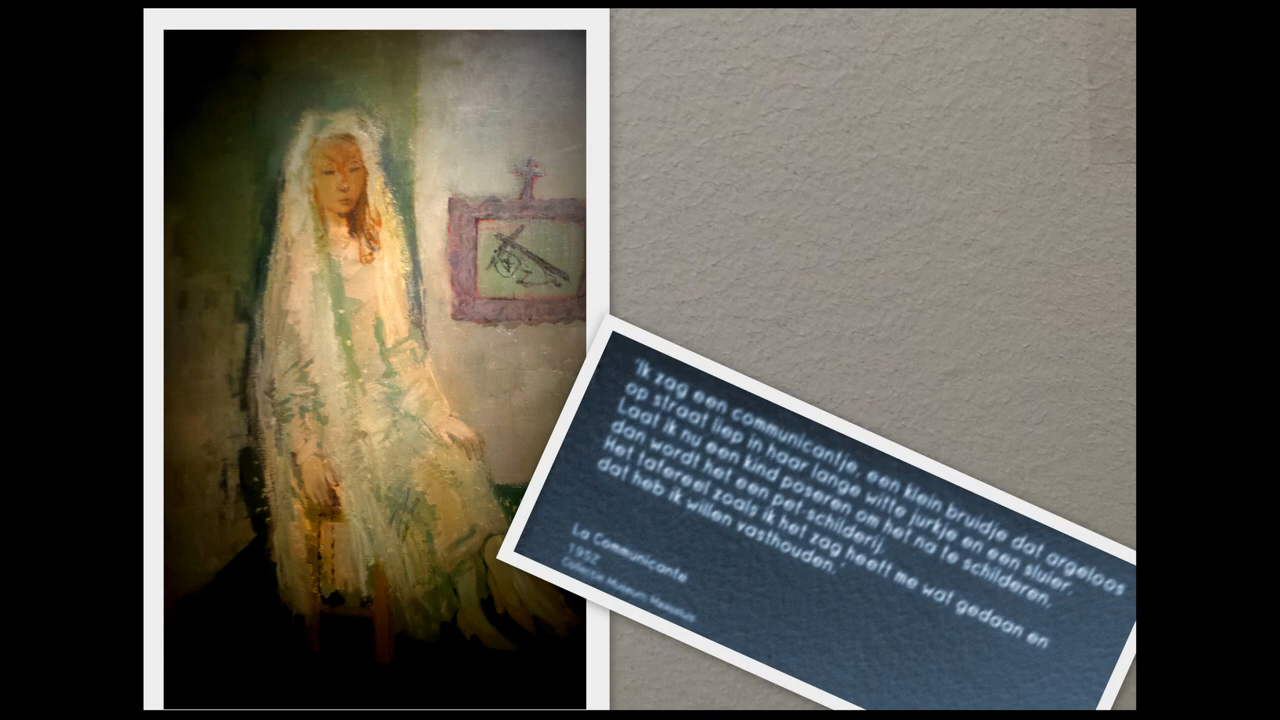 'Ik zag een communicantje, een klein bruidje dat argeloos
op straat liep in haar lange witte jurkje en een sluier.
Laat ik nu een kind poseren om het na te schilderen,
dan wordt het een pet-schilderij.
Het tafereel zoals ik het zag heeft me wat gedaan en
dat heb ik willen vasthouden.'
La Communicante
1952
Collectie Museum